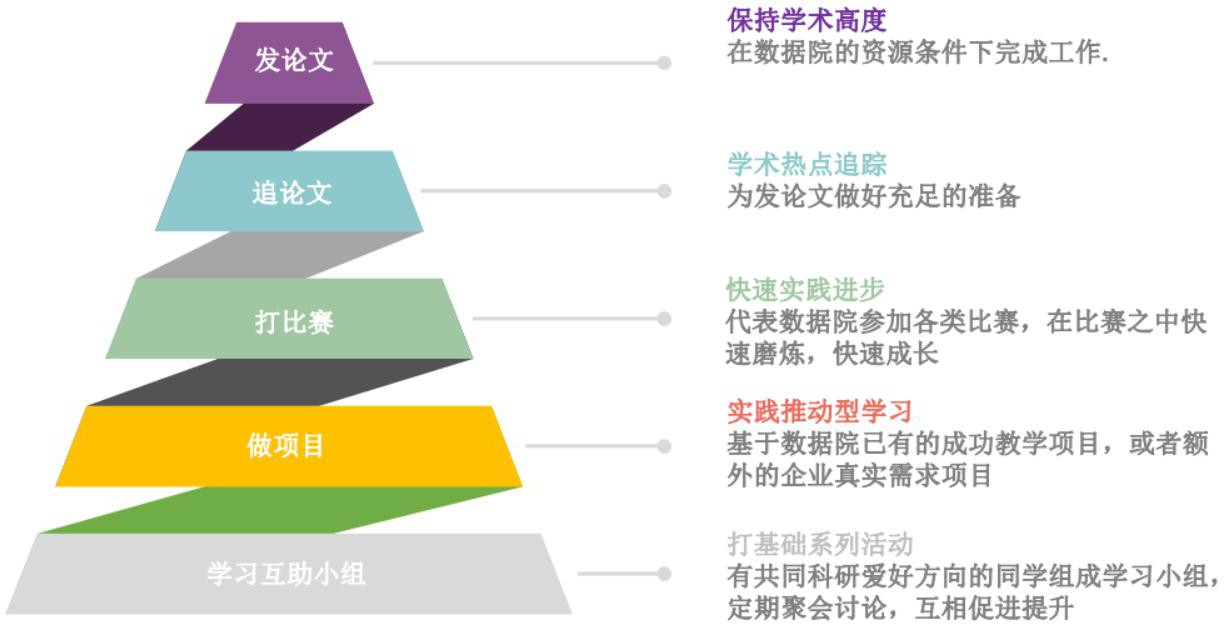 发论文
保持学术高度
在数据院的资源条件下完成工作.
追论文
学术热点追踪
为发论文做好充足的准备
打比赛
快速实践进步
代表数据院参加各类比赛，在比赛之中快
速磨炼，快速成长
做项目
实践推动型学习
基于数据院已有的成功教学项目，或者额
外的企业真实需求项目
学习互助小组
打基础系列活动
有共同科研爱好方向的同学组成学习小组，
定期聚会讨论，互相促进提升